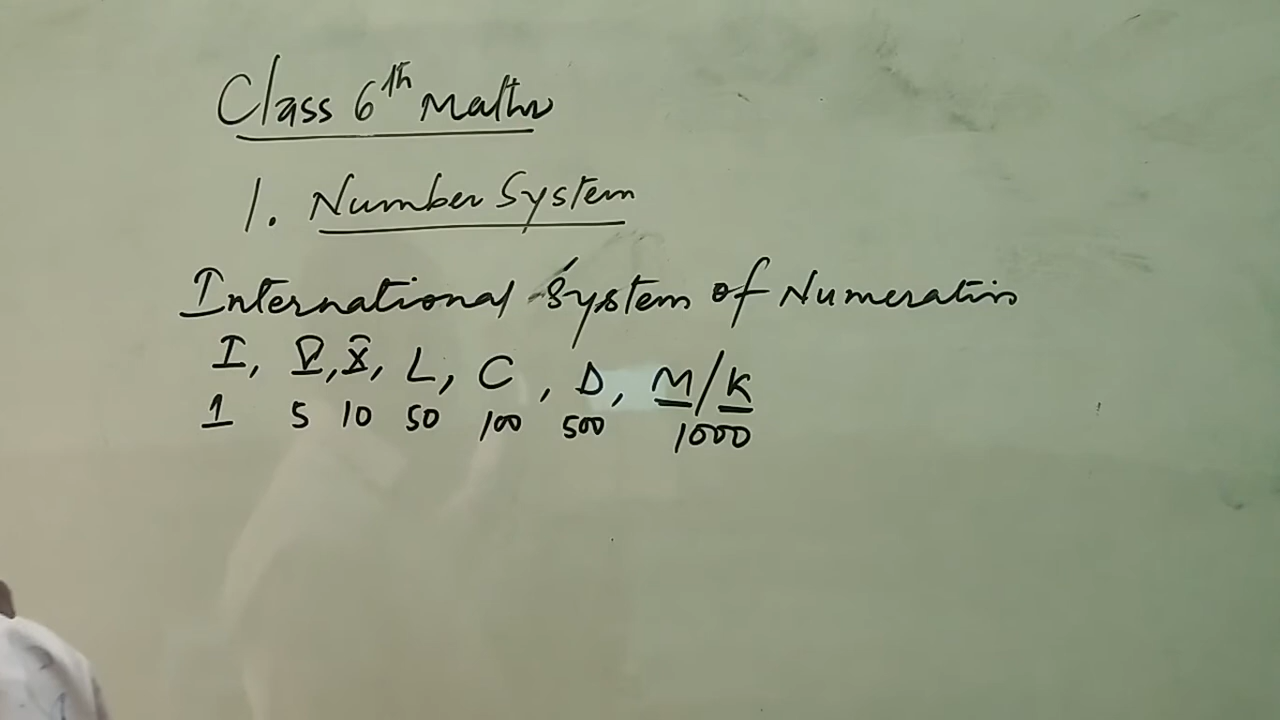 Class 6th Maths
1. Number System
International System of Numeration
I, V, X, L, C, D, M/K
1 5 10 50 100 500 1000